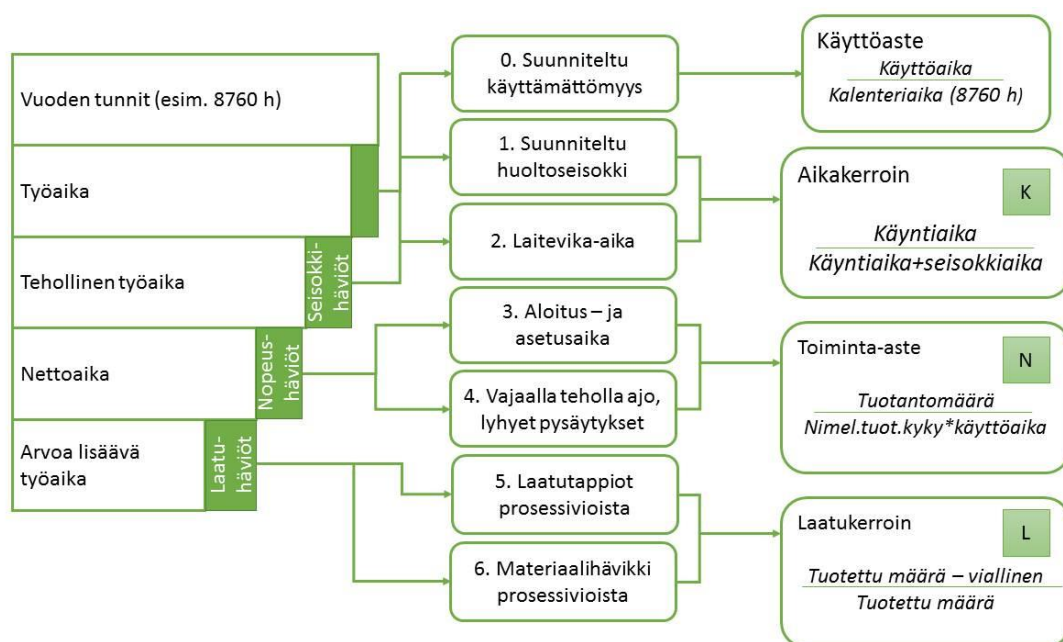 Vuoden tunnit (esim. 8760 h)
Työaika
Tehollinen työaika
Seisokki-
häviöt
Nettoaika
Nopeus-
häviöt
Arvoa lisäävä
työaika
Laatu-
häviöt
0. Suunniteltu
käyttämättömyys
1. Suunniteltu
huoltoseisokki
2. Laitevika-aika
3. Aloitus – ja
asetusaika
4. Vajaalla teholla ajo,
lyhyet pysäytykset
5. Laatutappiot
prosessivioista
6. Materiaalihävikki
prosessivioista
Käyttöaste
Käyttöaika
Kalenteriaika (8760 h)
Aikakerroin
K
Käyntiaika
Käyntiaika+seisokkiaika
Toiminta-aste
N
Tuotantomäärä
Nimel.tuot.kyky*käyttöaika
Laatukerroin
L
Tuotettu määrä – viallinen
Tuotettu määrä